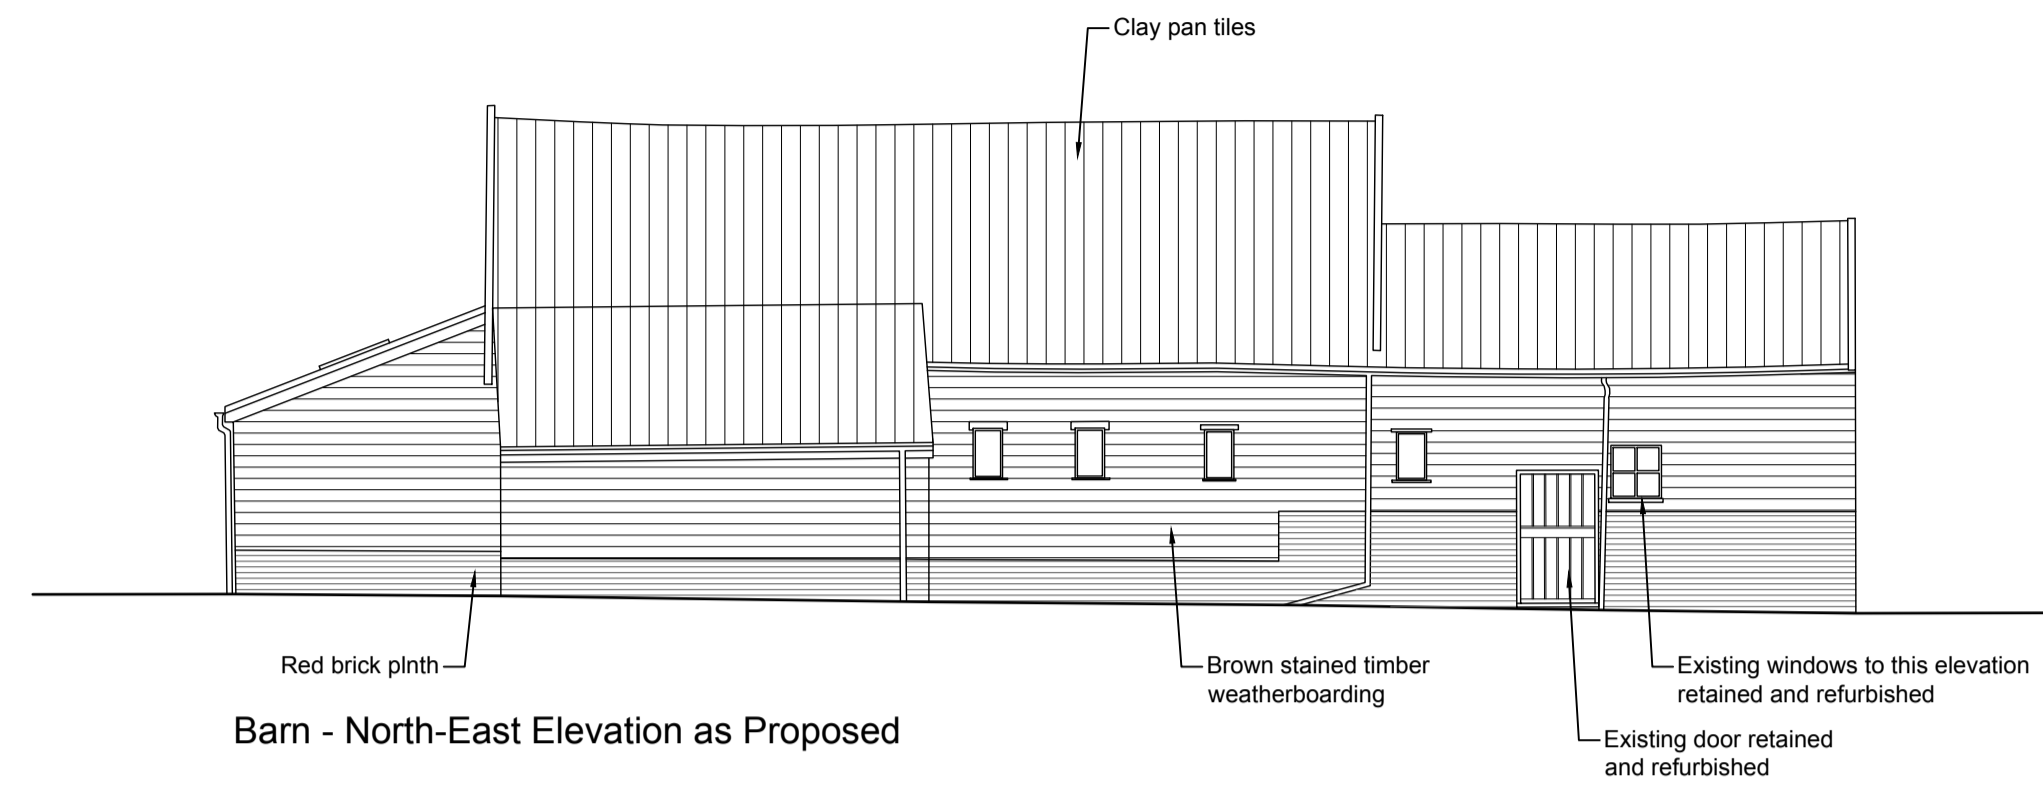 Clay pan tiles
Red brick plnth
Brown stained timber
weatherboarding
Existing windows to this elevation
retained and refurbished
Barn - North-East Elevation as Proposed
Existing door retained
and refurbished